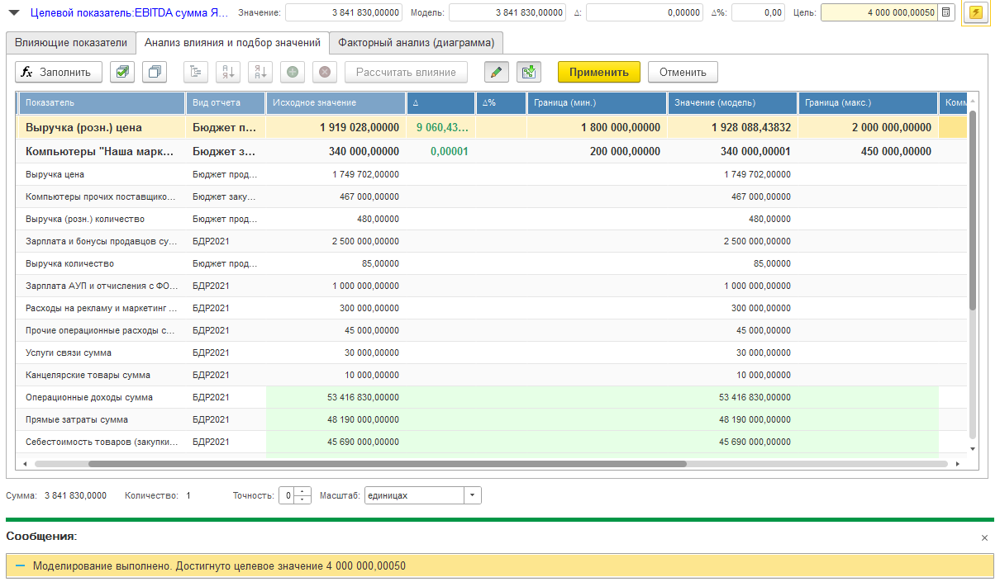 Целевой показатель:EBITDA сумма Я... Значение: 3 841 830,00000 Модель: 3 841 830,00000 Δ: 0,00000 Δ%: 0,00 Цель: 4 000 000,00050
Влияющие показатели Анализ влияния и подбор значений Факторный анализ (диаграмма)
fx Заполнить А Я Я А Рассчитать влияние Применить Отменить
Показатель Вид отчета Исходное значение Δ Δ% Граница (мин.) Значение (модель) Граница (макс.) Комм
Выручка (розн.) цена Бюджет п... 1 919 028,00000 9 060,43... 1 800 000,00000 1 928 088,43832 2 000 000,00000
Компьютеры "Наша марк... Бюджет з... 340 000,00000 0,00001 200 000,00000 340 000,00001 450 000,00000
Выручка цена Бюджет прод... 1 749 702,00000 1 749 702,00000
Компьютеры прочих поставщико... Бюджет заку... 467 000,00000 467 000,00000
Выручка (розн.) количество Бюджет прод... 480,00000 480,00000
Зарплата и бонусы продавцов су... БДР2021 2 500 000,00000 2 500 000,00000
Выручка количество Бюджет прод... 85,00000 85,00000
Зарплата АУП и отчисления с ФО... БДР2021 1 000 000,00000 1 000 000,00000
Расходы на рекламу и маркетинг ... БДР2021 300 000,00000 300 000,00000
Прочие операционные расходы с... БДР2021 45 000,00000 45 000,00000
Услуги связи сумма БДР2021 30 000,00000 30 000,00000
Канцелярские товары сумма БДР2021 10 000,00000 10 000,00000
Операционные доходы сумма БДР2021 53 416 830,00000 53 416 830,00000
Прямые затраты сумма БДР2021 48 190 000,00000 48 190 000,00000
Себестоимость товаров (закупки... БДР2021 45 690 000,00000 45 690 000,00000
Сумма: 3 841 830,0000 Количество: 1 Точность: 0 Масштаб: единицах
Сообщения:
Моделирование выполнено. Достигнуто целевое значение 4 000 000,00050